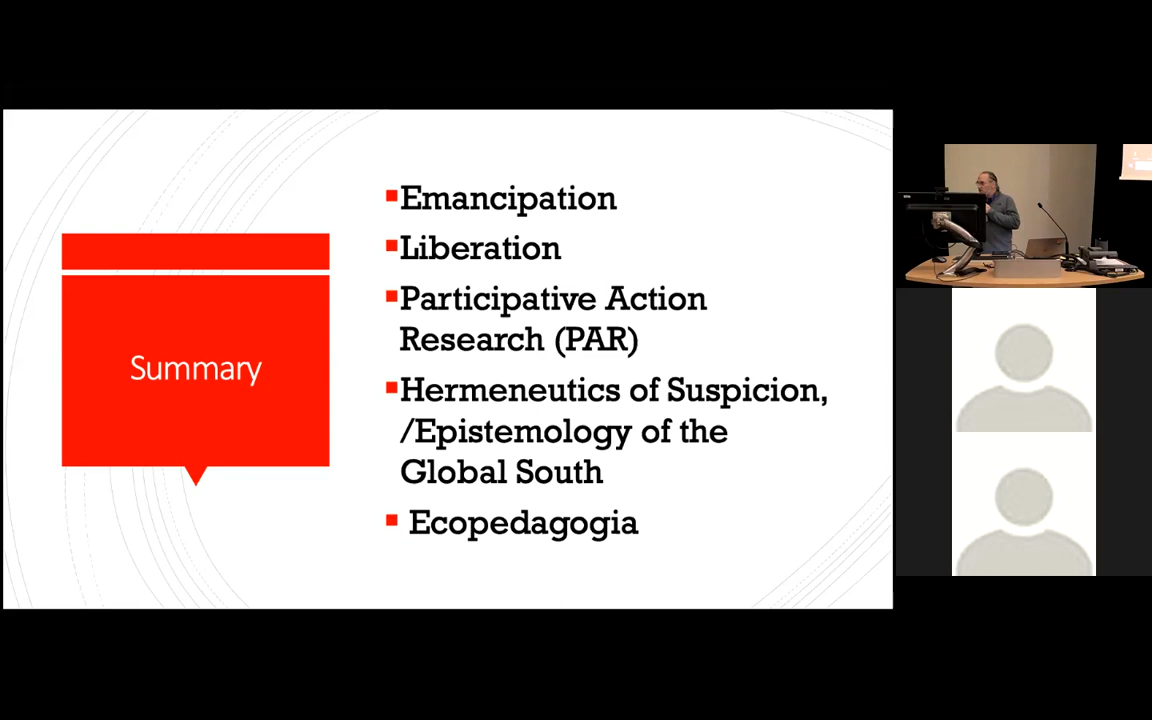 Summary
Emancipation
Liberation
Participative Action
Research (PAR)
Hermeneutics of Suspicion,
/Epistemology of the
Global South
Ecopedagogia